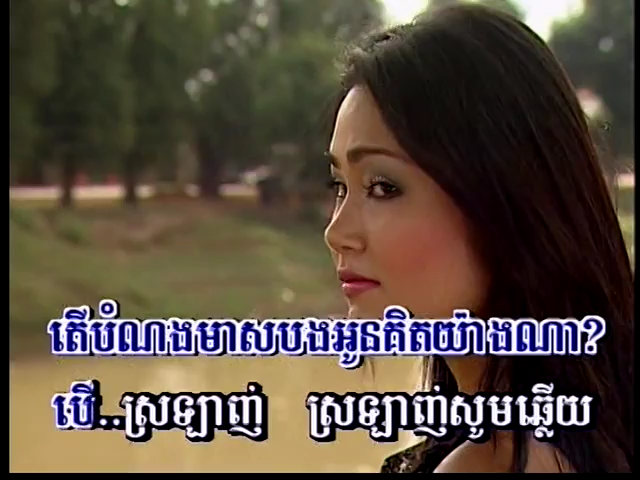 តើបំណងមាសបងអូនគិតយ៉ាងណា?
បើ..ស្រឡាញ់ ស្រឡាញ់សូមឆ្លើយ